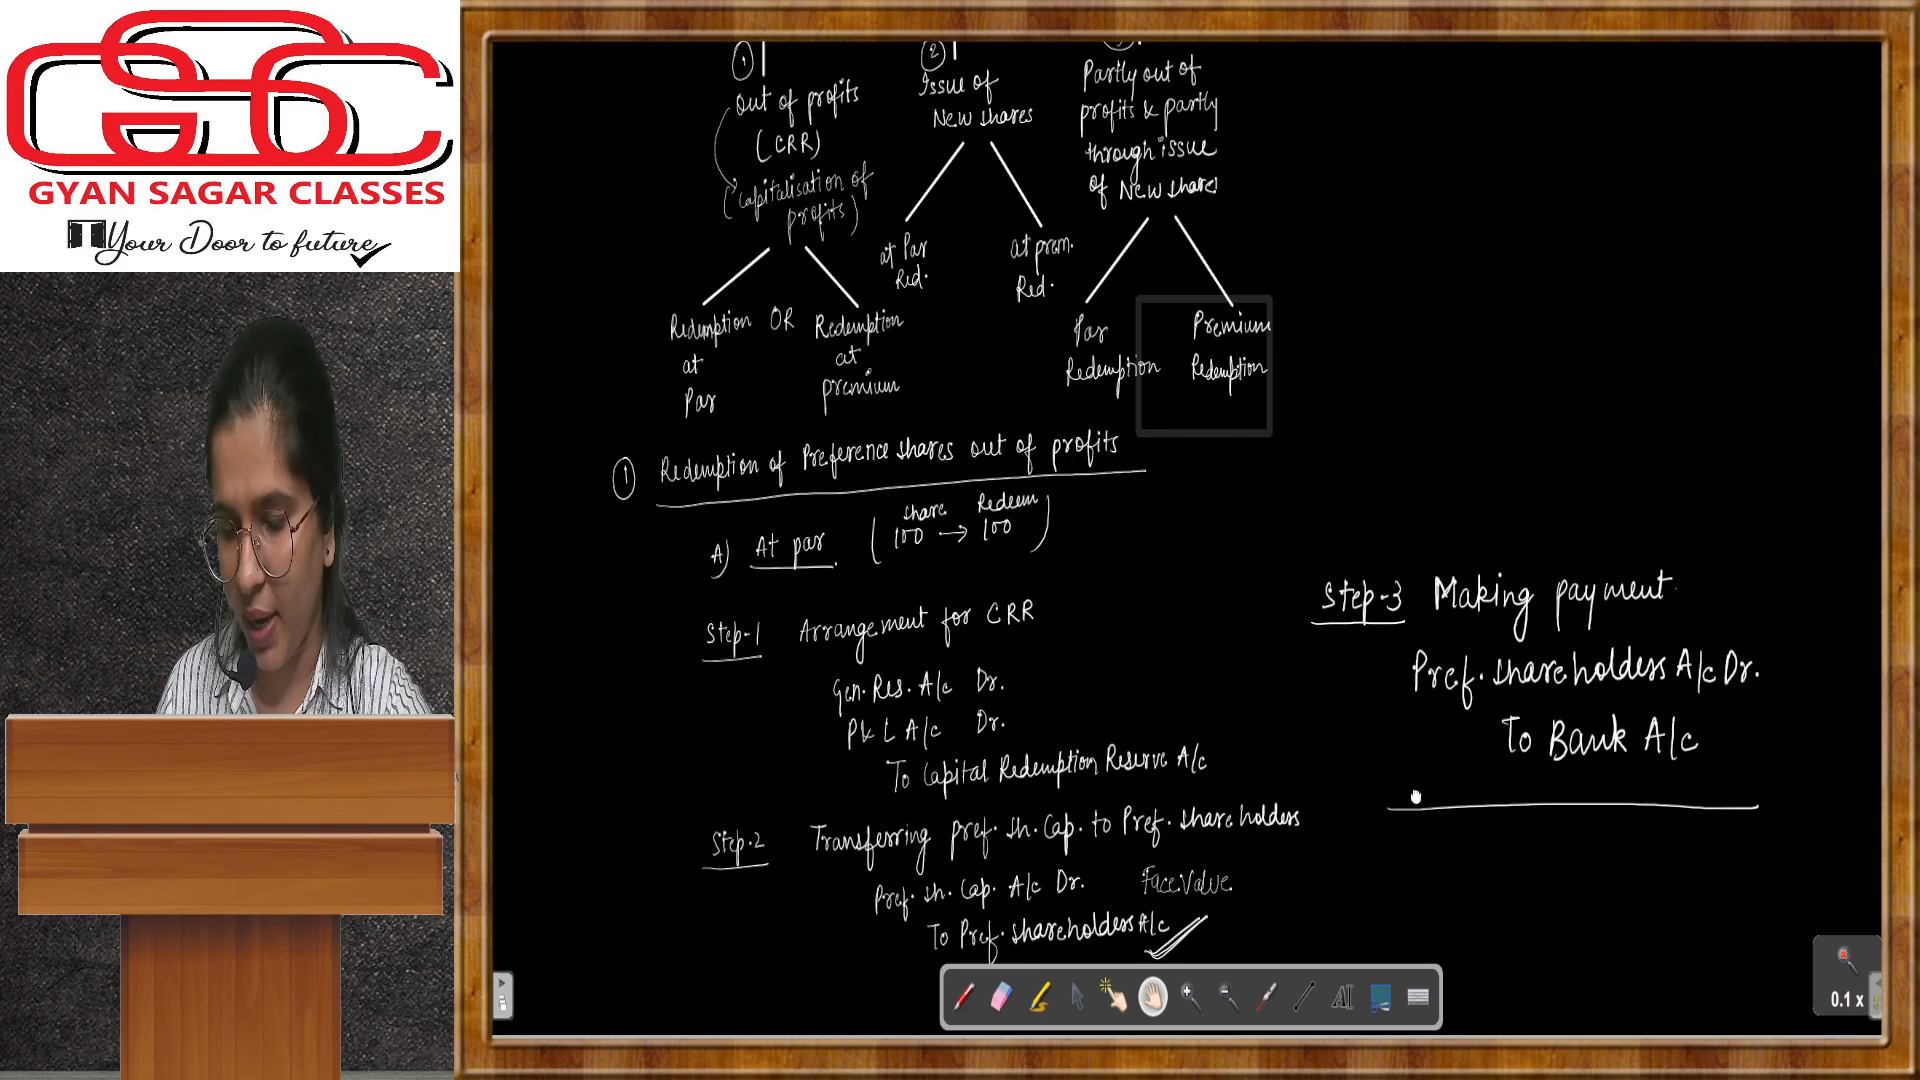 GSC
GYAN SAGAR CLASSES
Your Door to future
①
out of profits
(CRR)
(Capitalisation of
profits)
Redemption OR Redemption
at
Par
at
premium
②
Issue of
New shares
at Par
Red.
at prem.
Red.
Partly out of
profits & partly
through issue
of New shares
Par
Redemption
Premium
Redemption
① Redemption of Preference shares out of profits
A) At par. (share 100 → Redeem 100)
Step-1 Arrangement for CRR
Gen. Res. A/c Dr.
P& L A/c Dr.
To Capital Redemption Reserve A/c
Step-2 Transferring pref. sh. Cap. to Pref. shareholders
Pref. sh. Cap. A/c Dr. Face Value.
To Pref. shareholders A/c
Step-3 Making payment
Pref. shareholders A/c Dr.
To Bank A/c
0.1 x